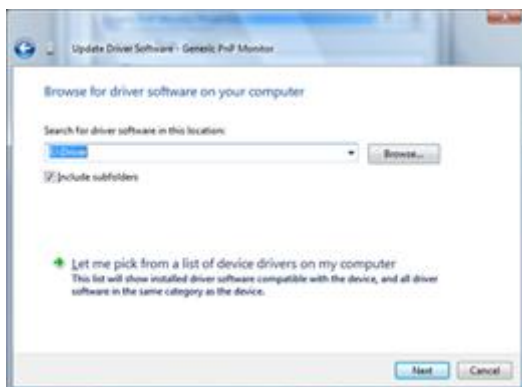 Update Driver Software - Generic PnP Monitor
Browse for driver software on your computer
Search for driver software in this location:
Browse...
Include subfolders
Let me pick from a list of device drivers on my computer
This list will show installed driver software compatible with the device, and all driver
software in the same category as the device.
Next Cancel